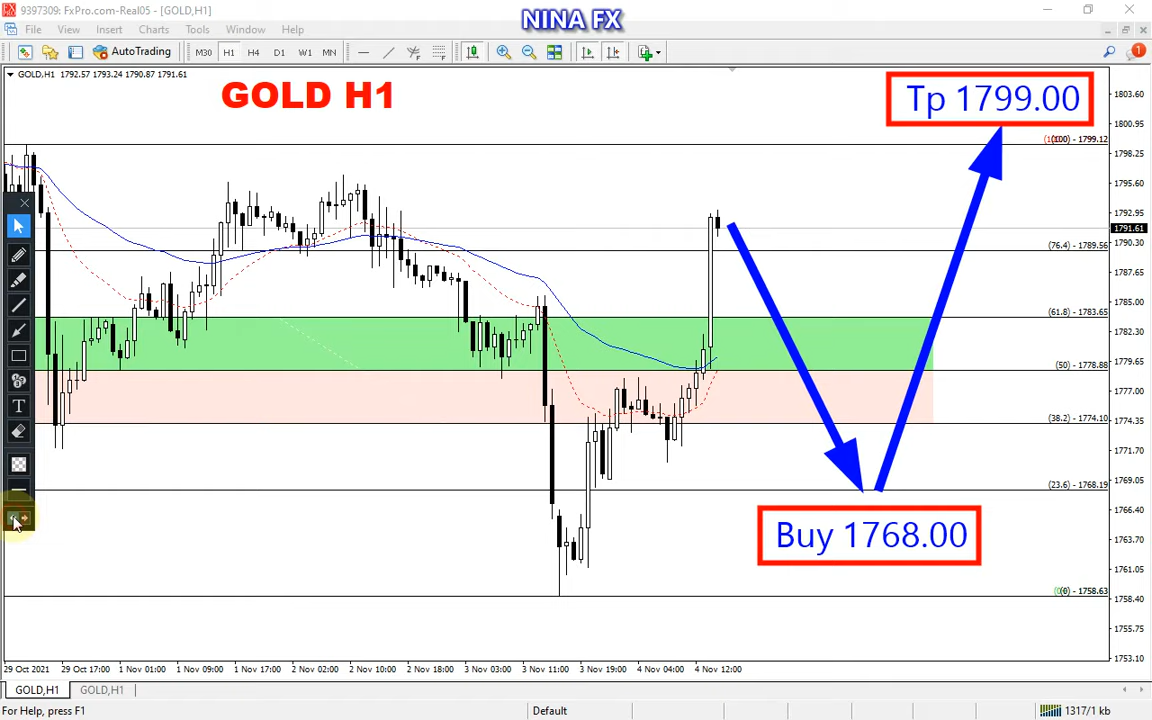 9397309: FxPro.com-Real05 - [GOLD,H1]
NINA FX
File View Insert Charts Tools Window Help
AutoTrading M30 H1 H4 D1 W1 MN
1
GOLD,H1 1792.57 1793.24 1790.87 1791.61
GOLD H1
Tp 1799.00
1803.60
1800.95
(100) - 1799.12
1798.25
1795.60
1792.95
1791.61
1790.30
(76.4) - 1789.56
1787.65
1785.00
(61.8) - 1783.65
1782.30
1779.65
(50) - 1778.88
1777.00
(38.2) - 1774.10
1774.35
1771.70
1769.05
(23.6) - 1768.19
1766.40
Buy 1768.00
1763.70
1761.05
(0) - 1758.63
1758.40
1755.75
1753.10
T
29 Oct 2021 29 Oct 17:00 1 Nov 01:00 1 Nov 09:00 1 Nov 17:00 2 Nov 02:00 2 Nov 10:00 2 Nov 18:00 3 Nov 03:00 3 Nov 11:00 3 Nov 19:00 4 Nov 04:00 4 Nov 12:00
GOLD,H1 GOLD,H1
For Help, press F1 Default 1317/1 kb